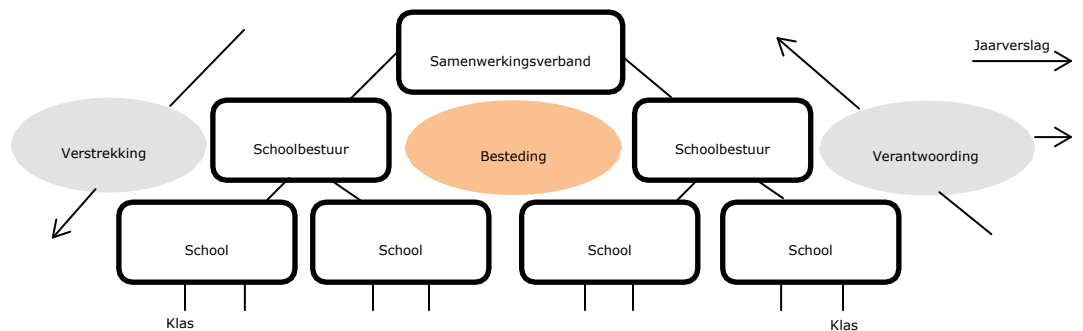 Jaarverslag
Samenwerkingsverband
Verstrekking
Schoolbestuur
Besteding
Schoolbestuur
Verantwoording
School
School
School
School
Klas
Klas